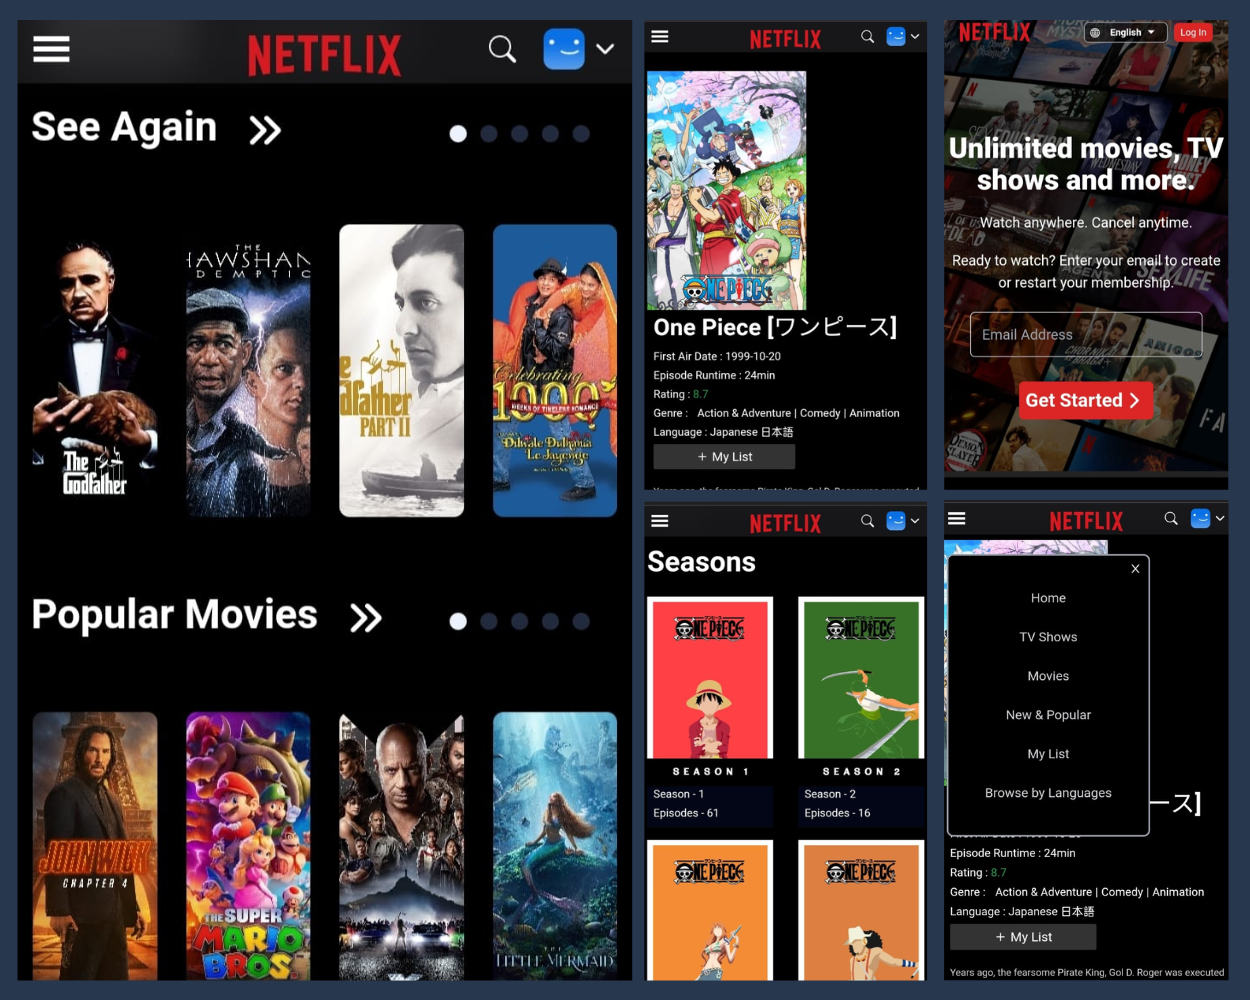 NETFLIX
See Again
The
Godfather
THE
HAWSHAN
DEMPTIC
e
dfather
PART II
Celebrating
1000
WEEKS OF TIMELESS ROMANCE
Dilwale Dulhania
Le Jayenge
Popular Movies
JOHN WICK
CHAPTER 4
THE SUPER
MARIO
BROS.
THE
LITTLE MERMAID
NETFLIX
ONE PIECE
One Piece [ワンピース]
First Air Date : 1999-10-20
Episode Runtime : 24min
Rating : 8.7
Genre : Action & Adventure | Comedy | Animation
Language : Japanese 日本語
+ My List
Years ago, the fearsome Pirate King, Gol D. Roger was executed
NETFLIX
English
Log In
Unlimited movies, TV
shows and more.
Watch anywhere. Cancel anytime.
Ready to watch? Enter your email to create
or restart your membership.
Email Address
Get Started
NETFLIX
Seasons
ONE PIECE
SEASON 1
Season - 1
Episodes - 61
ONE PIECE
SEASON 2
Season - 2
Episodes - 16
ONE PIECE
ONE PIECE
NETFLIX
X
Home
TV Shows
Movies
New & Popular
My List
Browse by Languages
ース]
Episode Runtime : 24min
Rating : 8.7
Genre : Action & Adventure | Comedy | Animation
Language : Japanese 日本語
+ My List
Years ago, the fearsome Pirate King, Gol D. Roger was executed